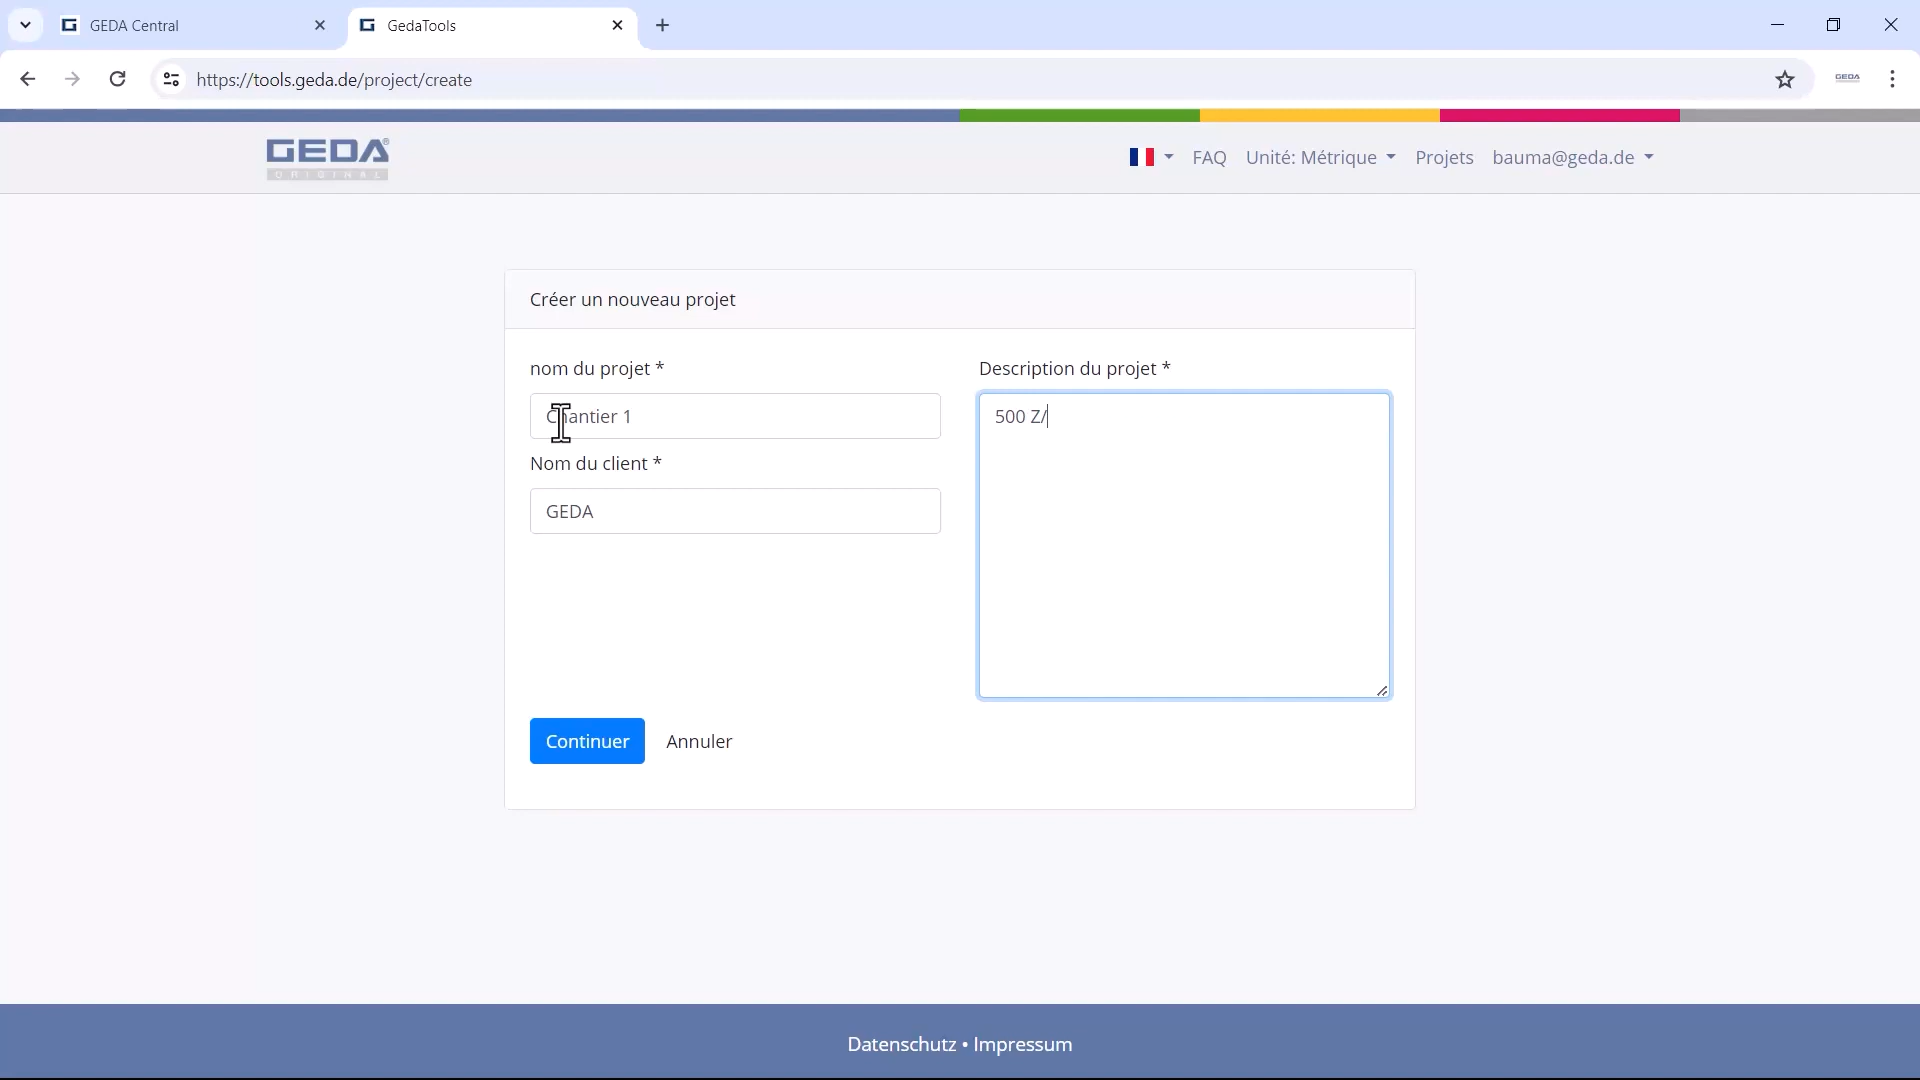 GEDA Central
GedaTools
https://tools.geda.de/project/create
GEDA
GEDA®
ORIGINAL
FAQ
Unité: Métrique
Projets
bauma@geda.de
Créer un nouveau projet
nom du projet *
Chantier 1
Nom du client *
GEDA
Description du projet *
500 Z/
Continuer
Annuler
Datenschutz • Impressum